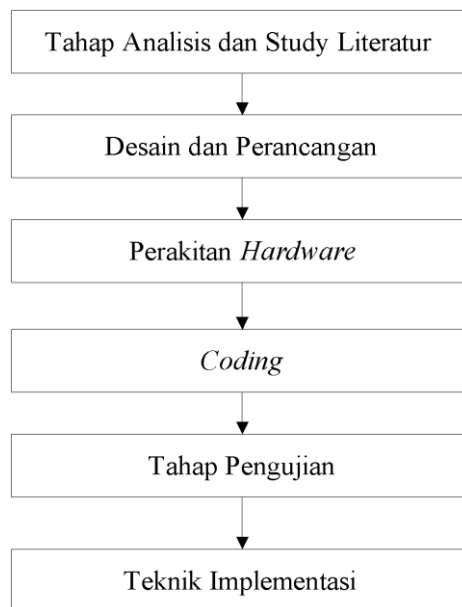 Tahap Analisis dan Study Literatur
Desain dan Perancangan
Perakitan Hardware
Coding
Tahap Pengujian
Teknik Implementasi